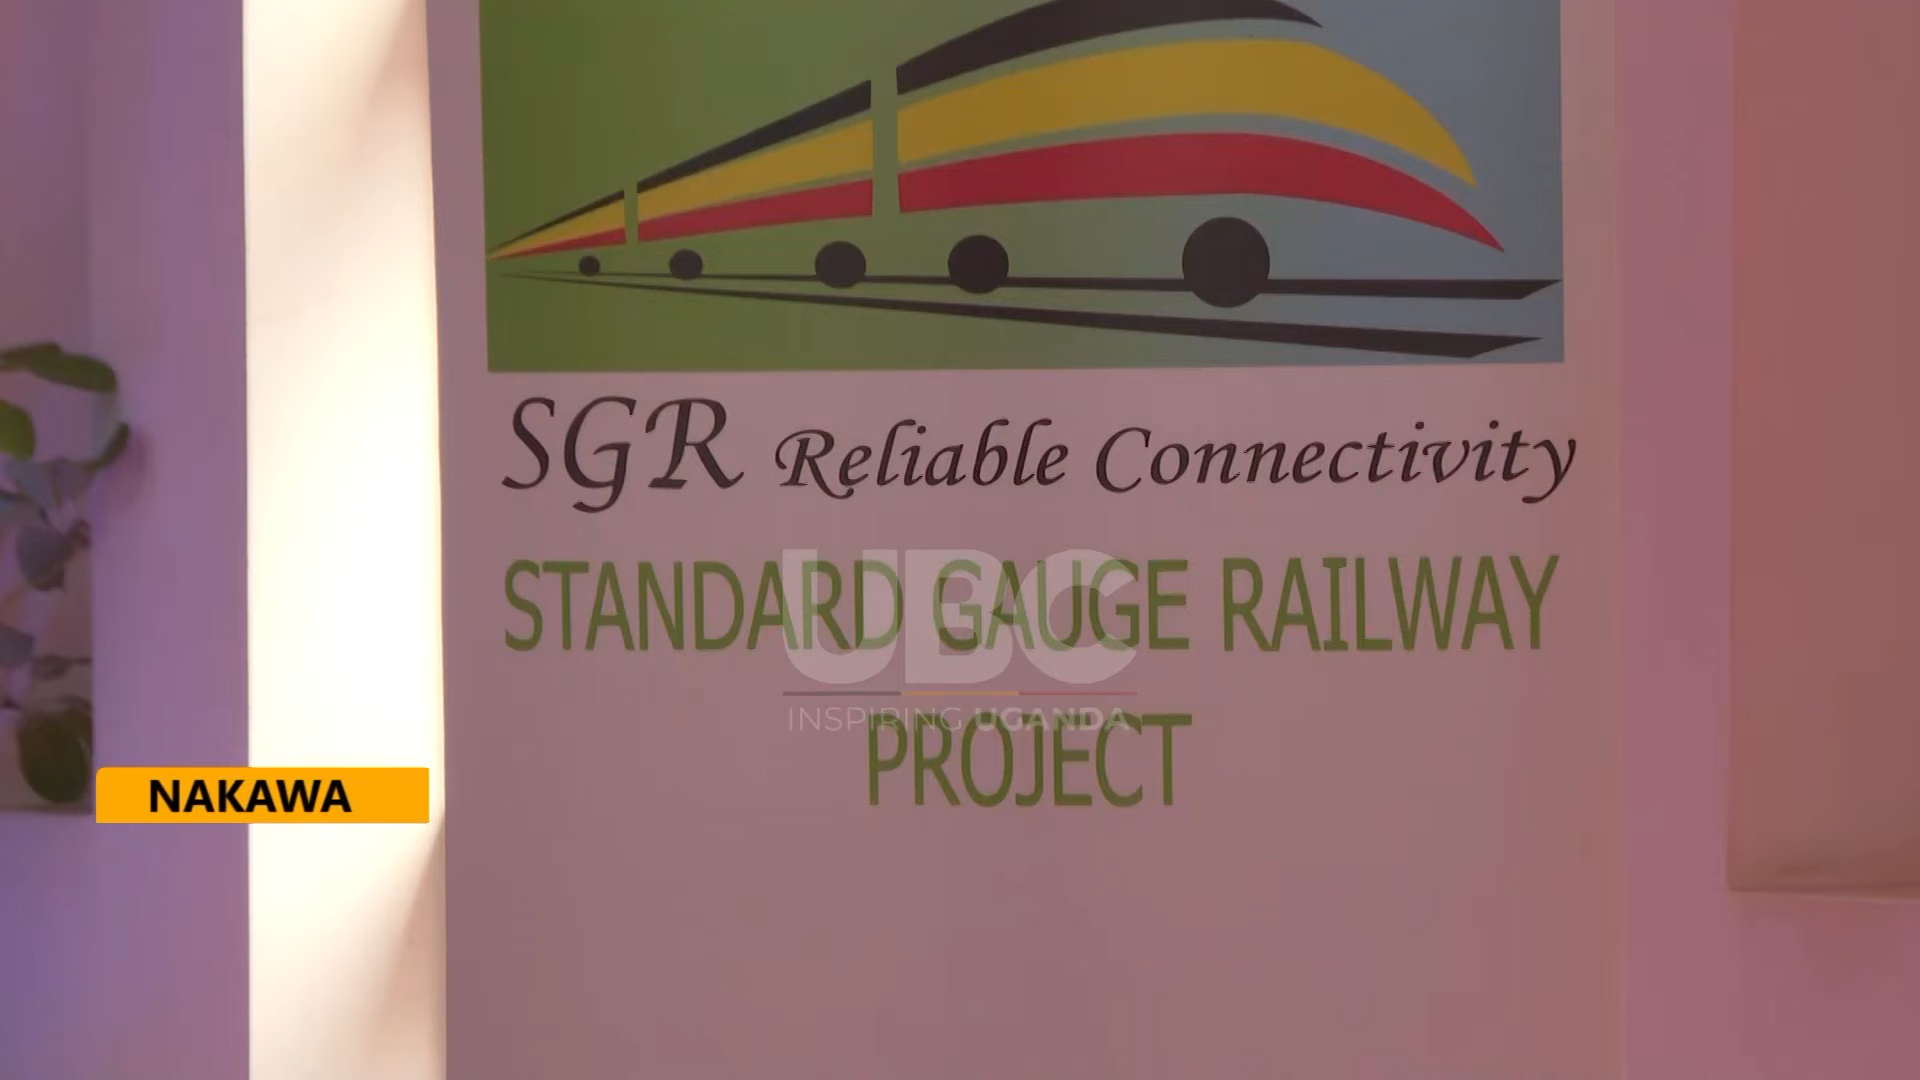 SGR Reliable Connectivity
STANDARD GAUGE RAILWAY
PROJECT
UBC
INSPIRING UGANDA
NAKAWA